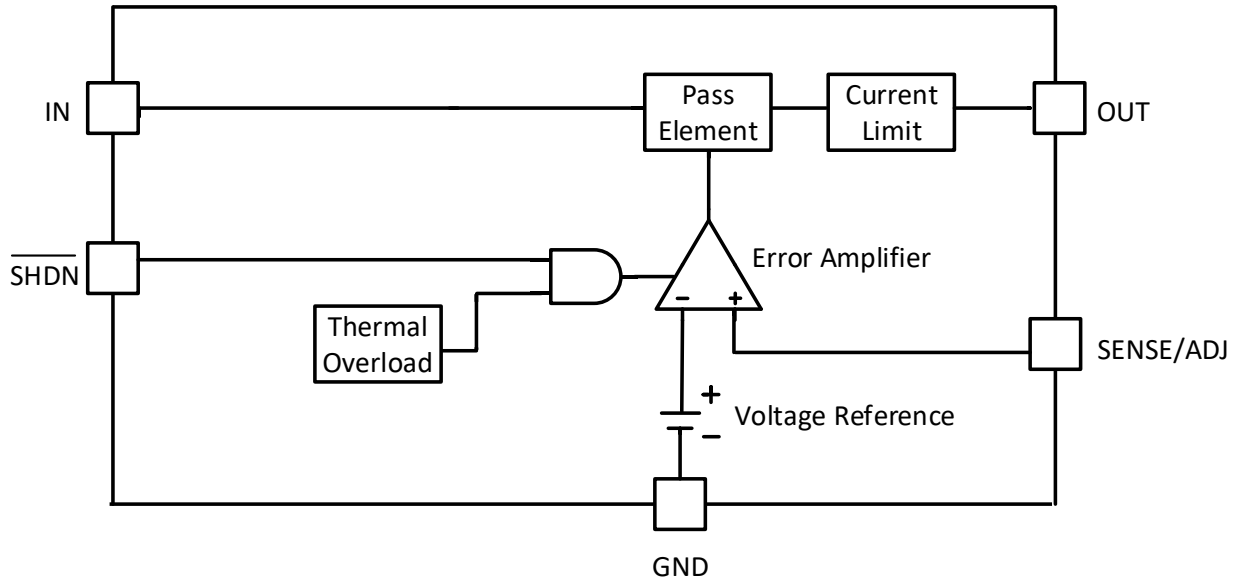 IN
Pass
Element
Current
Limit
OUT
SHDN
Error Amplifier
-
+
Thermal
Overload
SENSE/ADJ
+
Voltage Reference
-
GND